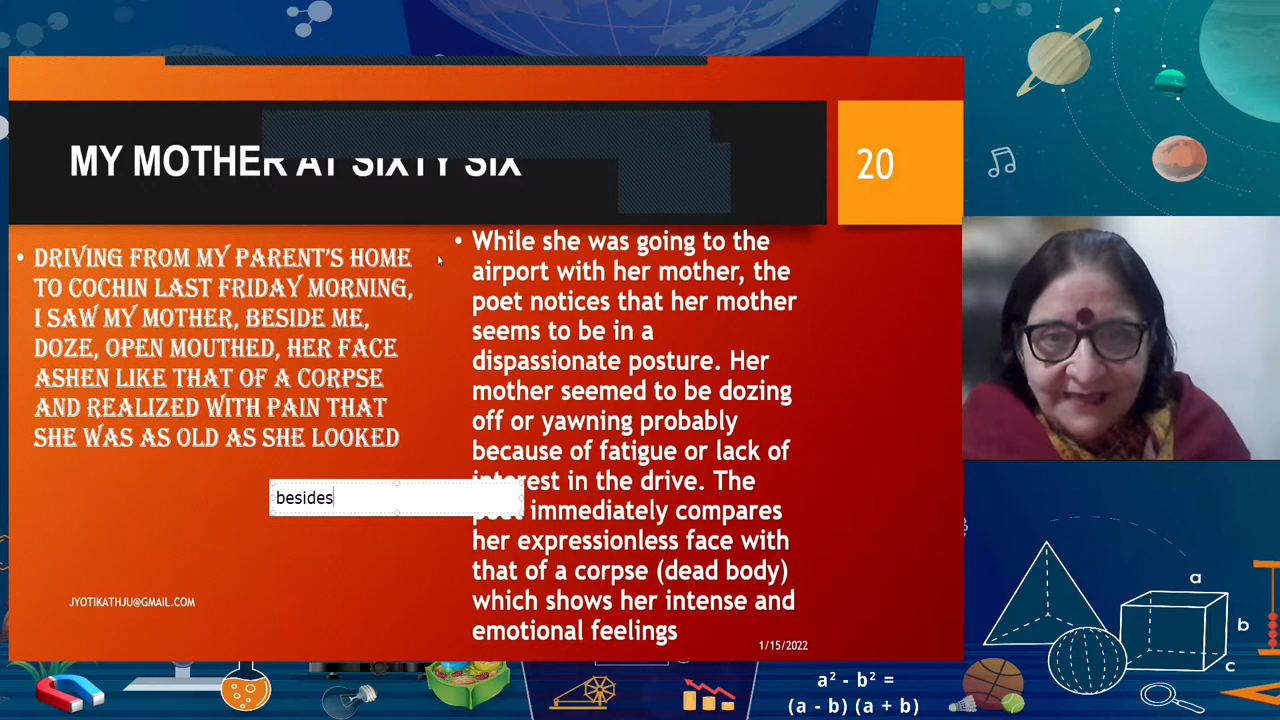 MY MOTHER AT SIXTY SIX
20
• DRIVING FROM MY PARENT'S HOME
TO COCHIN LAST FRIDAY MORNING,
I SAW MY MOTHER, BESIDE ME,
DOZE, OPEN MOUTHED, HER FACE
ASHEN LIKE THAT OF A CORPSE
AND REALIZED WITH PAIN THAT
SHE WAS AS OLD AS SHE LOOKED
• While she was going to the
airport with her mother, the
poet notices that her mother
seems to be in a
dispassionate posture. Her
mother seemed to be dozing
off or yawning probably
because of fatigue or lack of
interest in the drive. The
immediately compares
her expressionless face with
that of a corpse (dead body)
which shows her intense and
emotional feelings
besides
JYOTIKATHJU@GMAIL.COM
1/15/2022
a
b
c
a² - b² =
(a - b) (a + b)